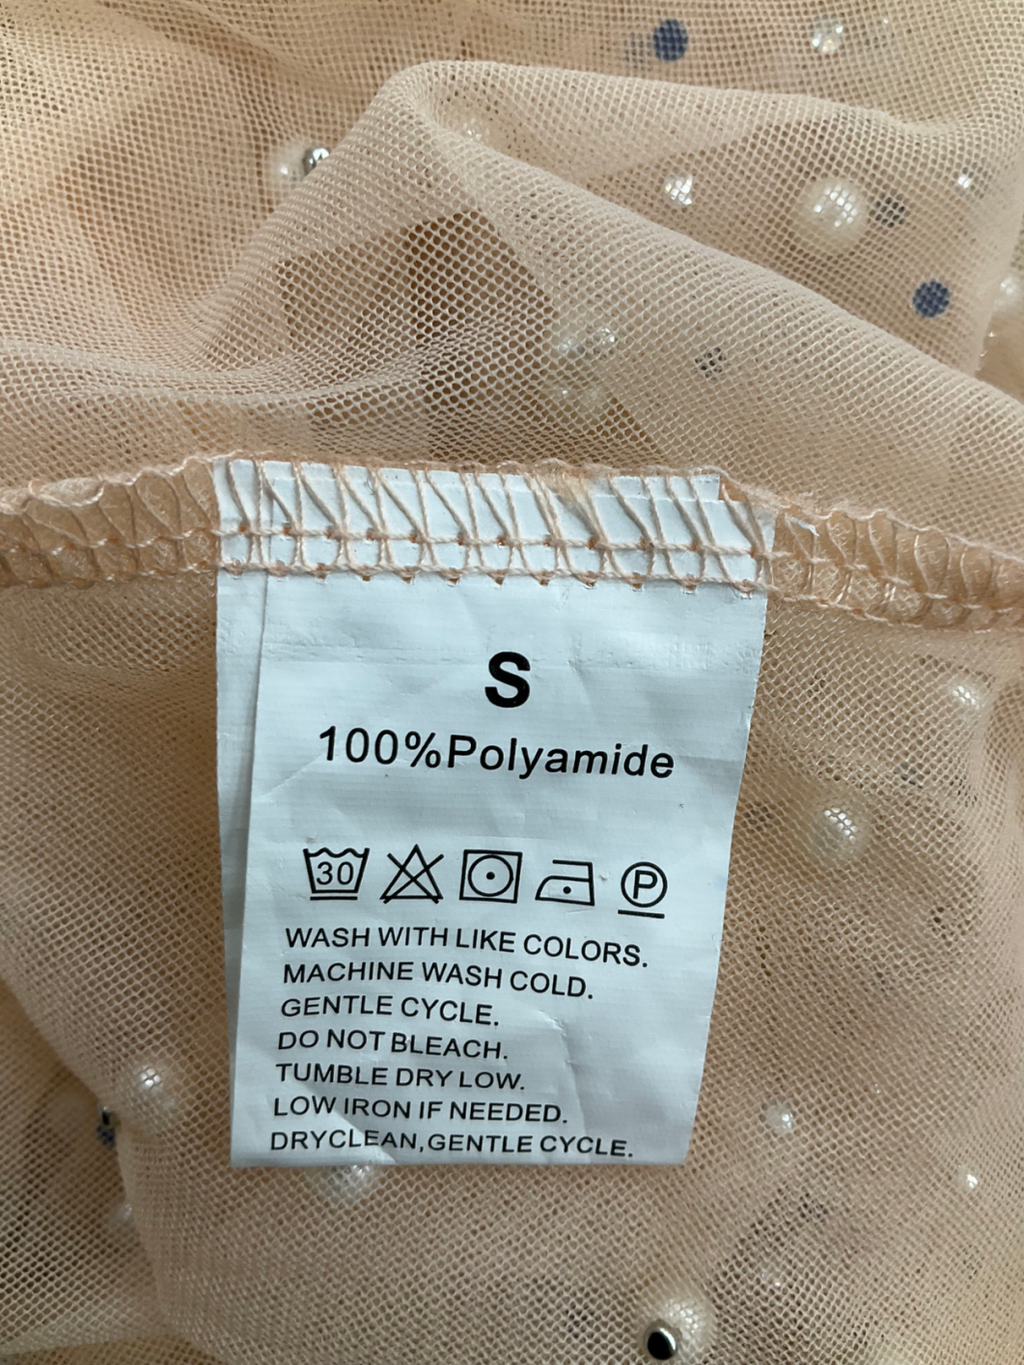 S
100%Polyamide
30 P
WASH WITH LIKE COLORS.
MACHINE WASH COLD.
GENTLE CYCLE.
DO NOT BLEACH.
TUMBLE DRY LOW.
LOW IRON IF NEEDED.
DRYCLEAN,GENTLE CYCLE.